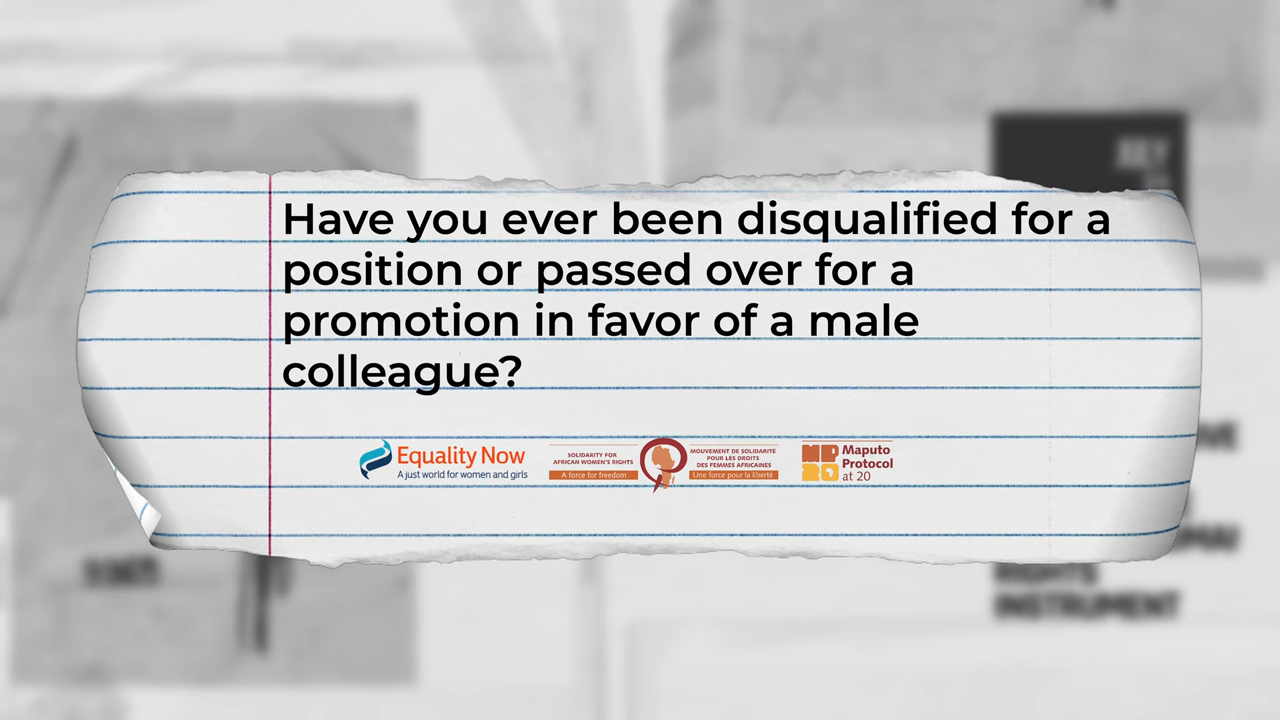 Have you ever been disqualified for a
position or passed over for a
promotion in favor of a male
colleague?
Equality Now
A just world for women and girls
SOLIDARITY FOR
AFRICAN WOMEN'S RIGHTS
A force for freedom
MOUVEMENT DE SOLIDARITÉ
POUR LES DROITS
DES FEMMES AFRICAINES
Une force pour la liberté
Maputo
Protocol
at 20
RIGHTS
INSTRUMENT